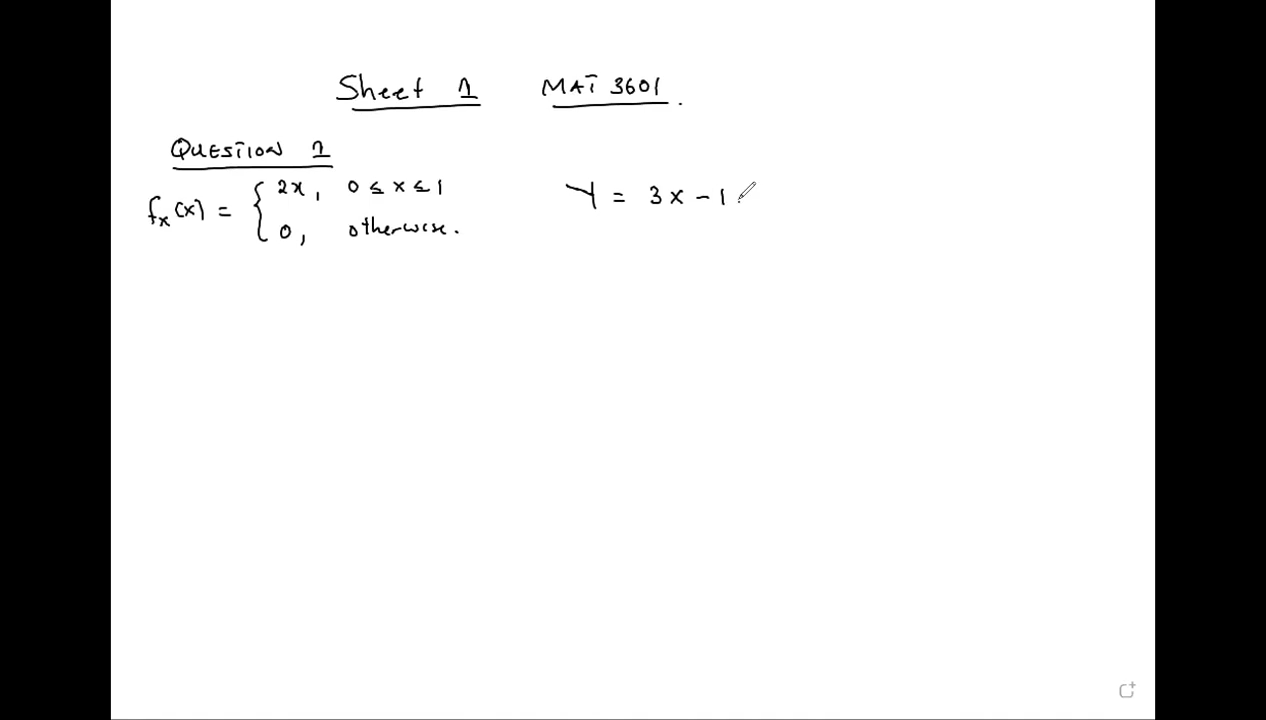 Sheet 1 MAT 3601.
QUESTION 1
fx(x) = { 2x, 0 ≤ x ≤ 1
0, otherwise.
Y = 3x - 1